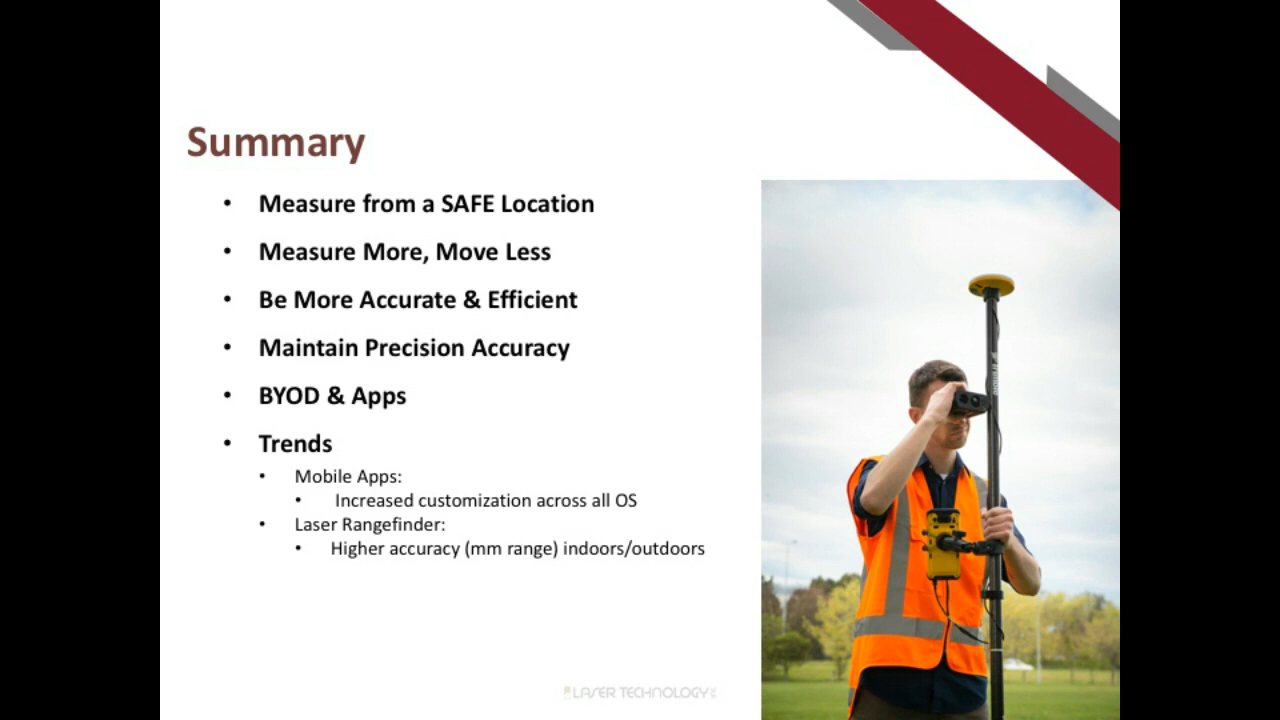 Summary
• Measure from a SAFE Location
• Measure More, Move Less
• Be More Accurate & Efficient
• Maintain Precision Accuracy
• BYOD & Apps
• Trends
• Mobile Apps:
• Increased customization across all OS
• Laser Rangefinder:
• Higher accuracy (mm range) indoors/outdoors
LASER TECHNOLOGY